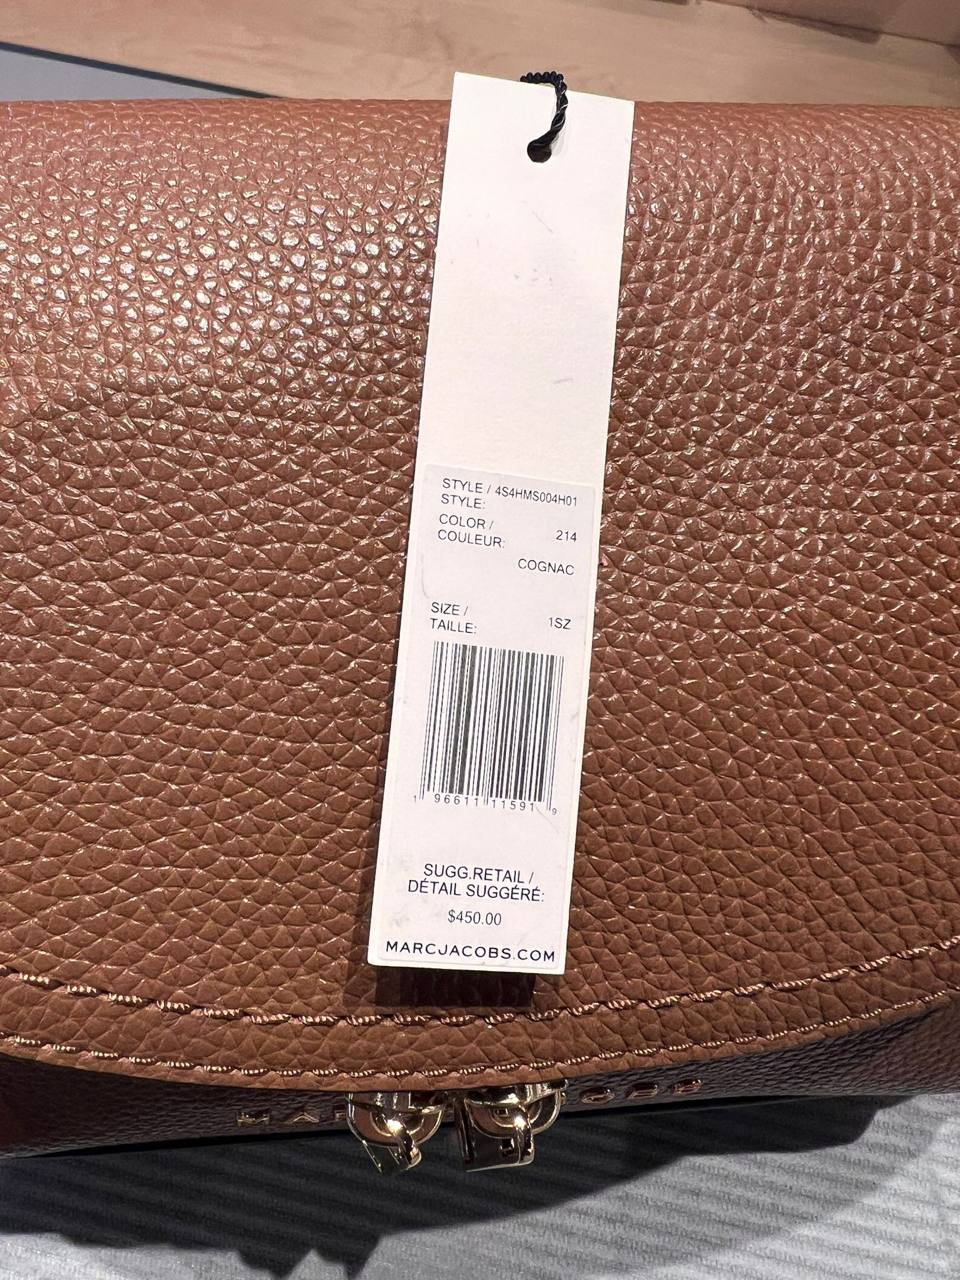 STYLE / 4S4HMS004H01
STYLE:
COLOR /
COULEUR: 214
COGNAC
SIZE /
TAILLE: 1SZ
1 96611 11591 9
SUGG.RETAIL /
DÉTAIL SUGGÉRÉ:
$450.00
MARCJACOBS.COM